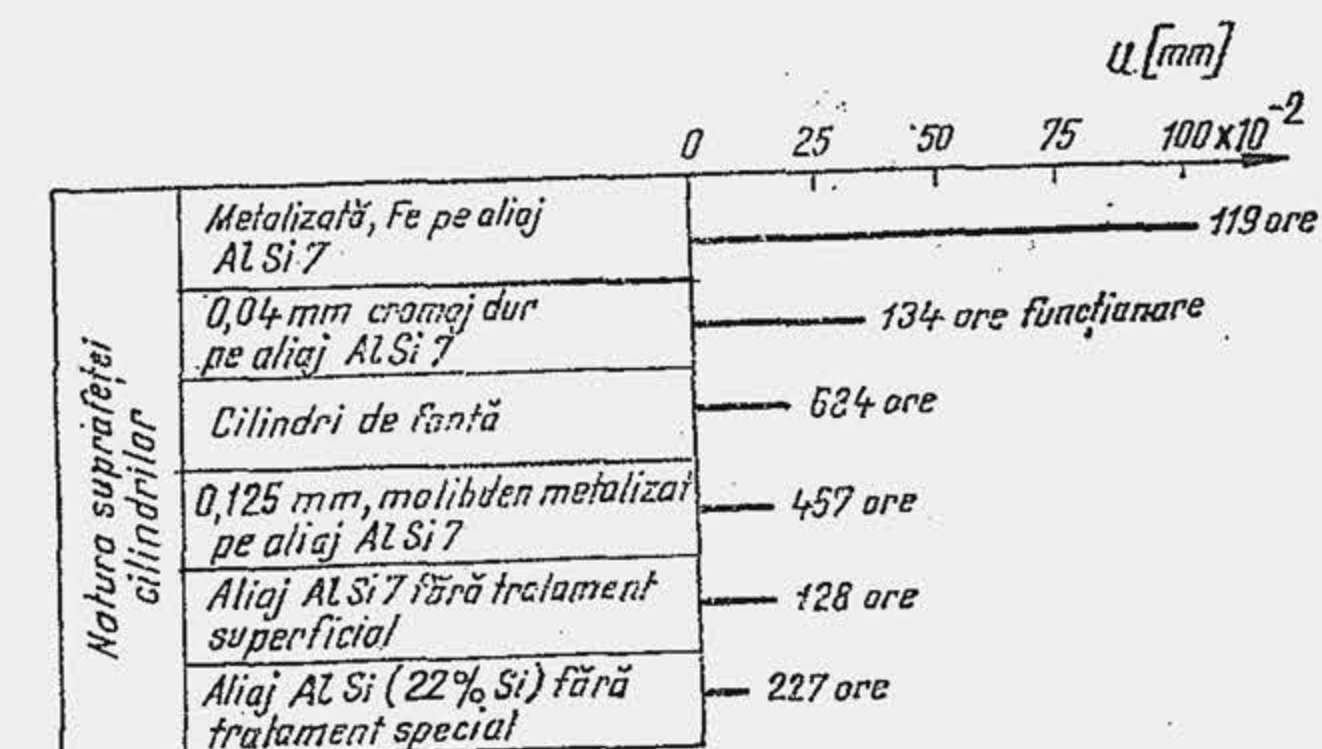 u [mm]
0 25 50 75 100x10⁻²
Natura suprafeței
cilindrilor
Metalizată, Fe pe aliaj
Al Si 7
119 ore
0,04 mm cromaj dur
pe aliaj Al Si 7
134 ore funcționare
Cilindri de fontă
684 ore
0,125 mm, molibden metalizat
pe aliaj Al Si 7
457 ore
Aliaj Al Si 7 fără tratament
superficial
128 ore
Aliaj Al Si (22% Si) fără
tratament special
227 ore